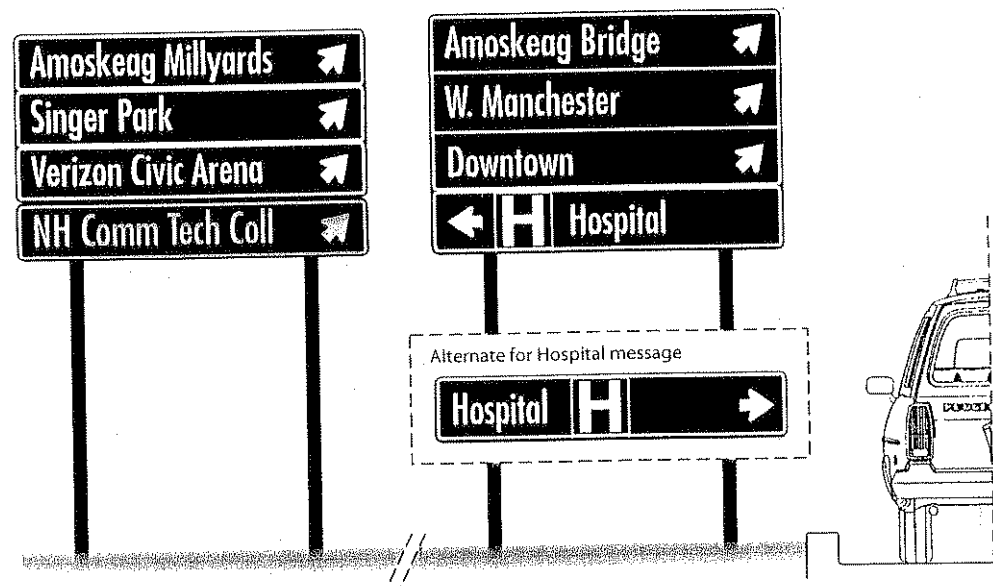 Amoskeag Millyards
Singer Park
Verizon Civic Arena
NH Comm Tech Coll
Amoskeag Bridge
W. Manchester
Downtown
H Hospital
Alternate for Hospital message
Hospital H